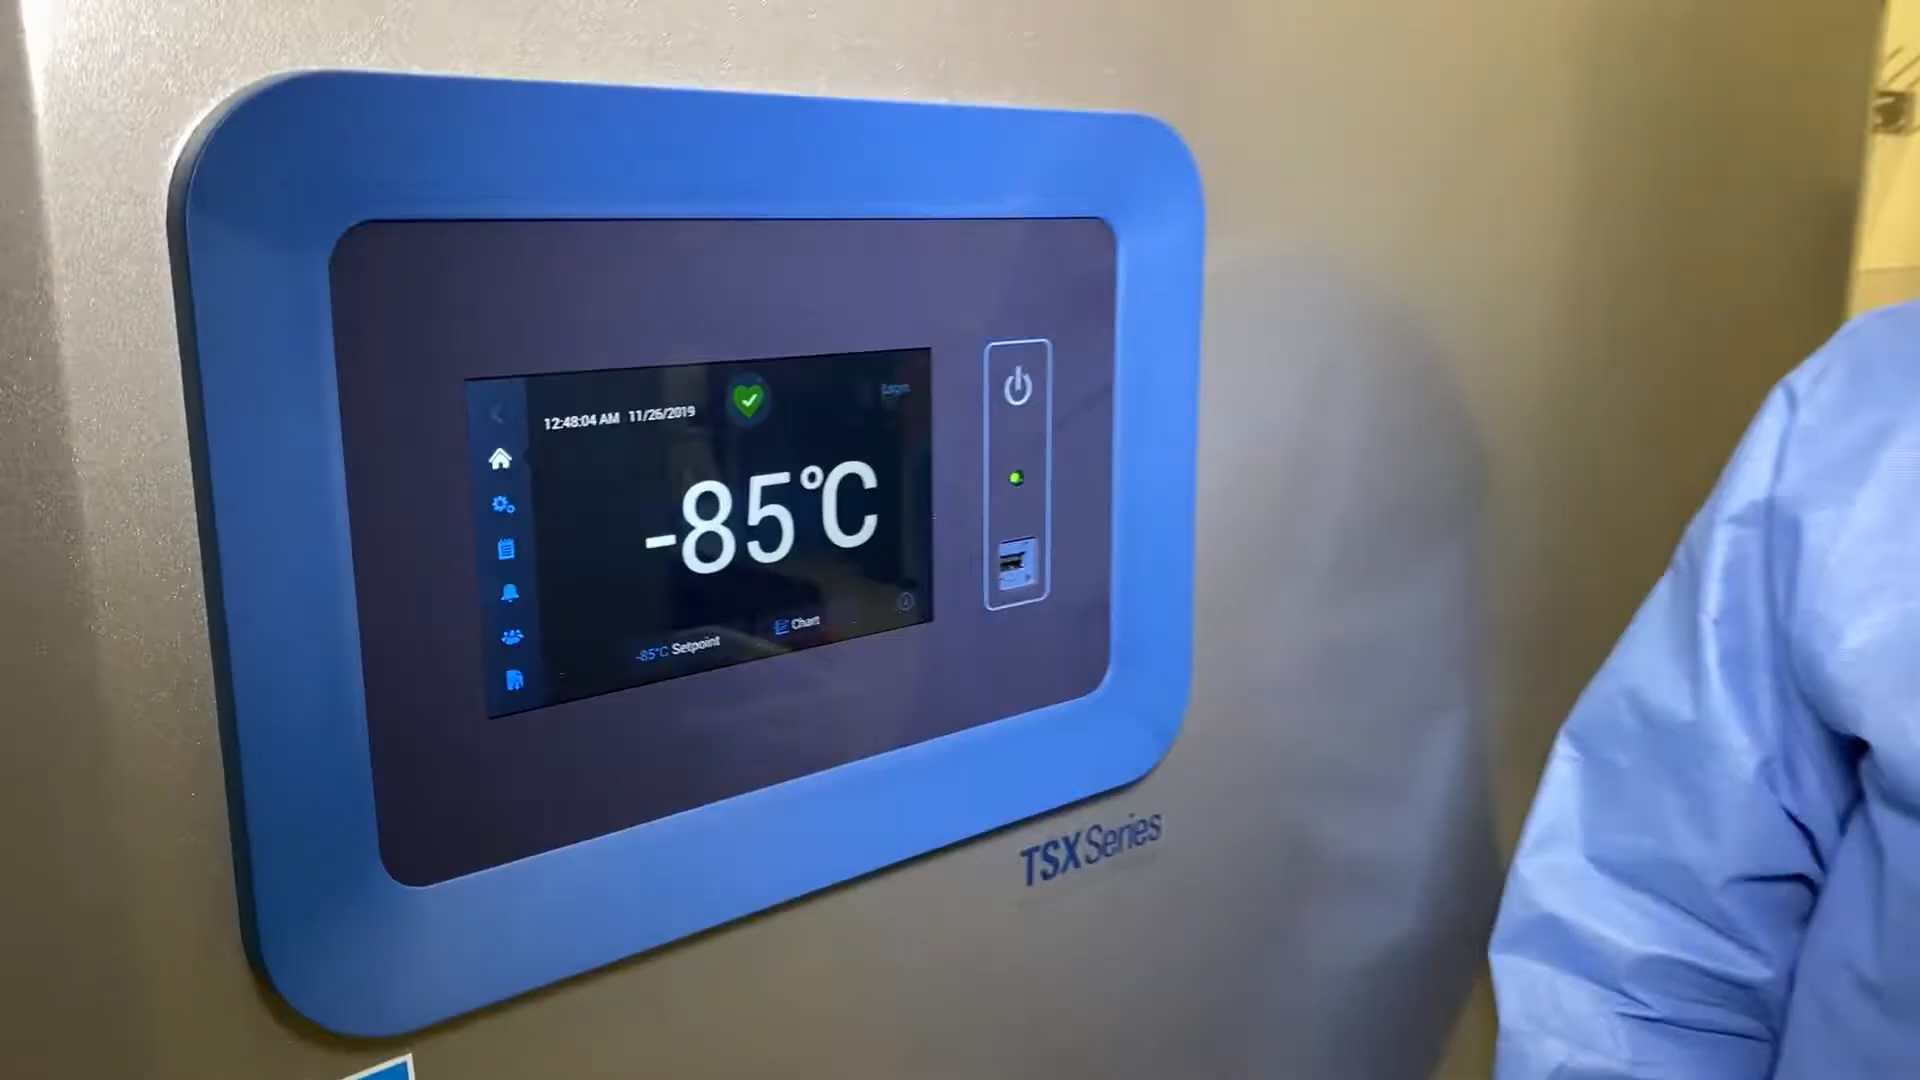 12:48:04 AM 11/26/2019
-85°C
-85°C Setpoint
Chart
TSX Series